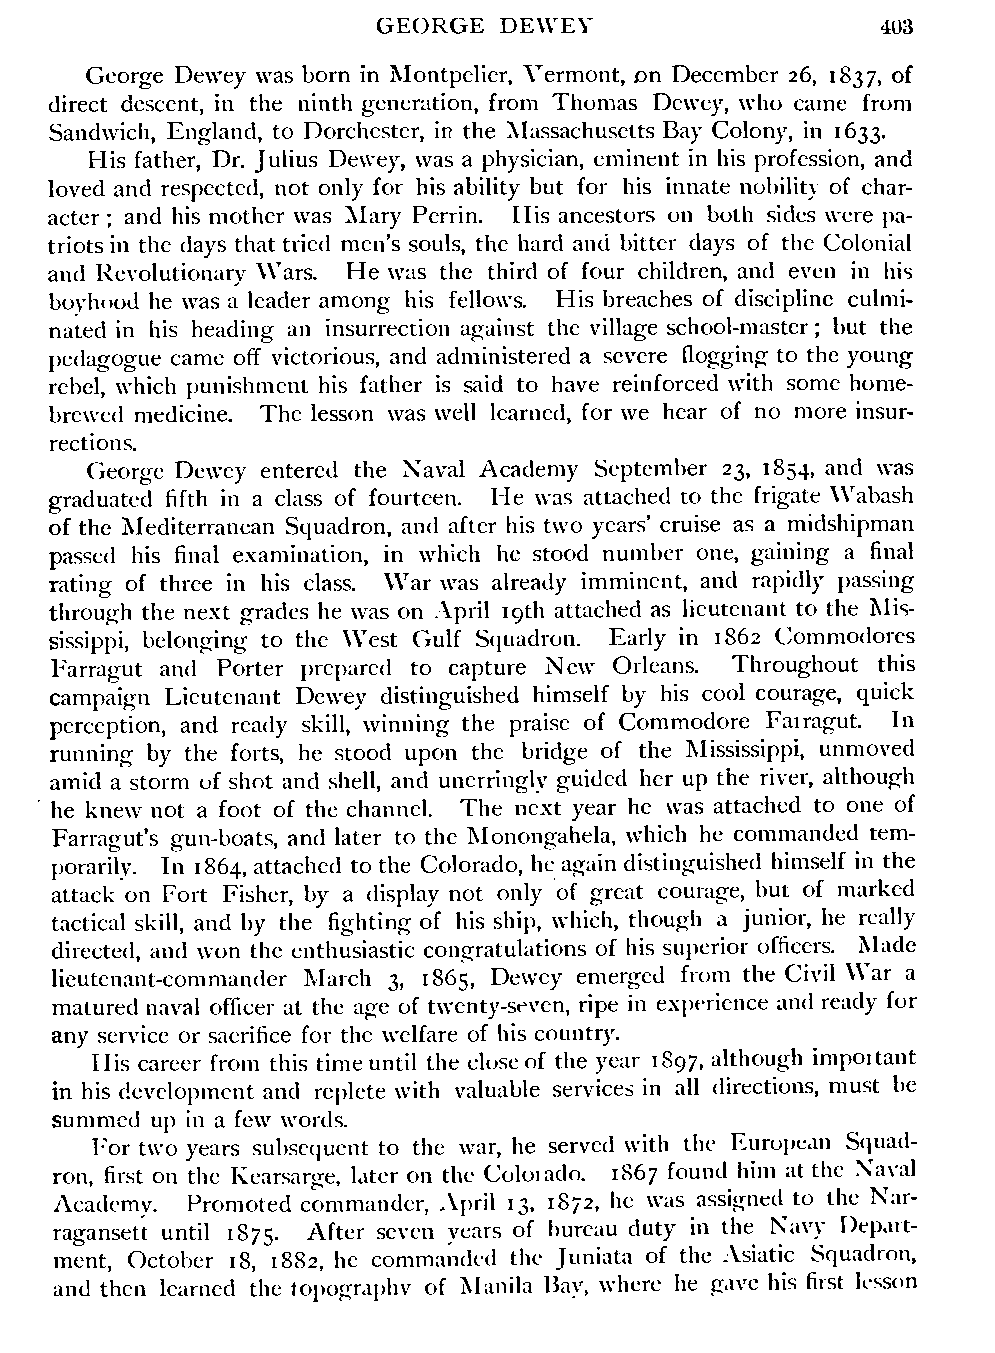 GEORGE DEWEY 403
George Dewey was born in Montpelier, Vermont, on December 26, 1837, of
direct descent, in the ninth generation, from Thomas Dewey, who came from
Sandwich, England, to Dorchester, in the Massachusetts Bay Colony, in 1633.
His father, Dr. Julius Dewey, was a physician, eminent in his profession, and
loved and respected, not only for his ability but for his innate nobility of char-
acter; and his mother was Mary Perrin. His ancestors on both sides were pa-
triots in the days that tried men's souls, the hard and bitter days of the Colonial
and Revolutionary Wars. He was the third of four children, and even in his
boyhood he was a leader among his fellows. His breaches of discipline culmi-
nated in his heading an insurrection against the village school-master; but the
pedagogue came off victorious, and administered a severe flogging to the young
rebel, which punishment his father is said to have reinforced with some home-
brewed medicine. The lesson was well learned, for we hear of no more insur-
rections.
George Dewey entered the Naval Academy September 23, 1854, and was
graduated fifth in a class of fourteen. He was attached to the frigate Wabash
of the Mediterranean Squadron, and after his two years' cruise as a midshipman
passed his final examination, in which he stood number one, gaining a final
rating of three in his class. War was already imminent, and rapidly passing
through the next grades he was on April 19th attached as lieutenant to the Mis-
sissippi, belonging to the West Gulf Squadron. Early in 1862 Commodores
Farragut and Porter prepared to capture New Orleans. Throughout this
campaign Lieutenant Dewey distinguished himself by his cool courage, quick
perception, and ready skill, winning the praise of Commodore Farragut. In
running by the forts, he stood upon the bridge of the Mississippi, unmoved
amid a storm of shot and shell, and unerringly guided her up the river, although
he knew not a foot of the channel. The next year he was attached to one of
Farragut's gun-boats, and later to the Monongahela, which he commanded tem-
porarily. In 1864, attached to the Colorado, he again distinguished himself in the
attack on Fort Fisher, by a display not only of great courage, but of marked
tactical skill, and by the fighting of his ship, which, though a junior, he really
directed, and won the enthusiastic congratulations of his superior officers. Made
lieutenant-commander March 3, 1865, Dewey emerged from the Civil War a
matured naval officer at the age of twenty-seven, ripe in experience and ready for
any service or sacrifice for the welfare of his country.
His career from this time until the close of the year 1897, although important
in his development and replete with valuable services in all directions, must be
summed up in a few words.
For two years subsequent to the war, he served with the European Squad-
ron, first on the Kearsarge, later on the Colorado. 1867 found him at the Naval
Academy. Promoted commander, April 13, 1872, he was assigned to the Nar-
ragansett until 1875. After seven years of bureau duty in the Navy Depart-
ment, October 18, 1882, he commanded the Juniata of the Asiatic Squadron,
and then learned the topography of Manila Bay, where he gave his first lesson